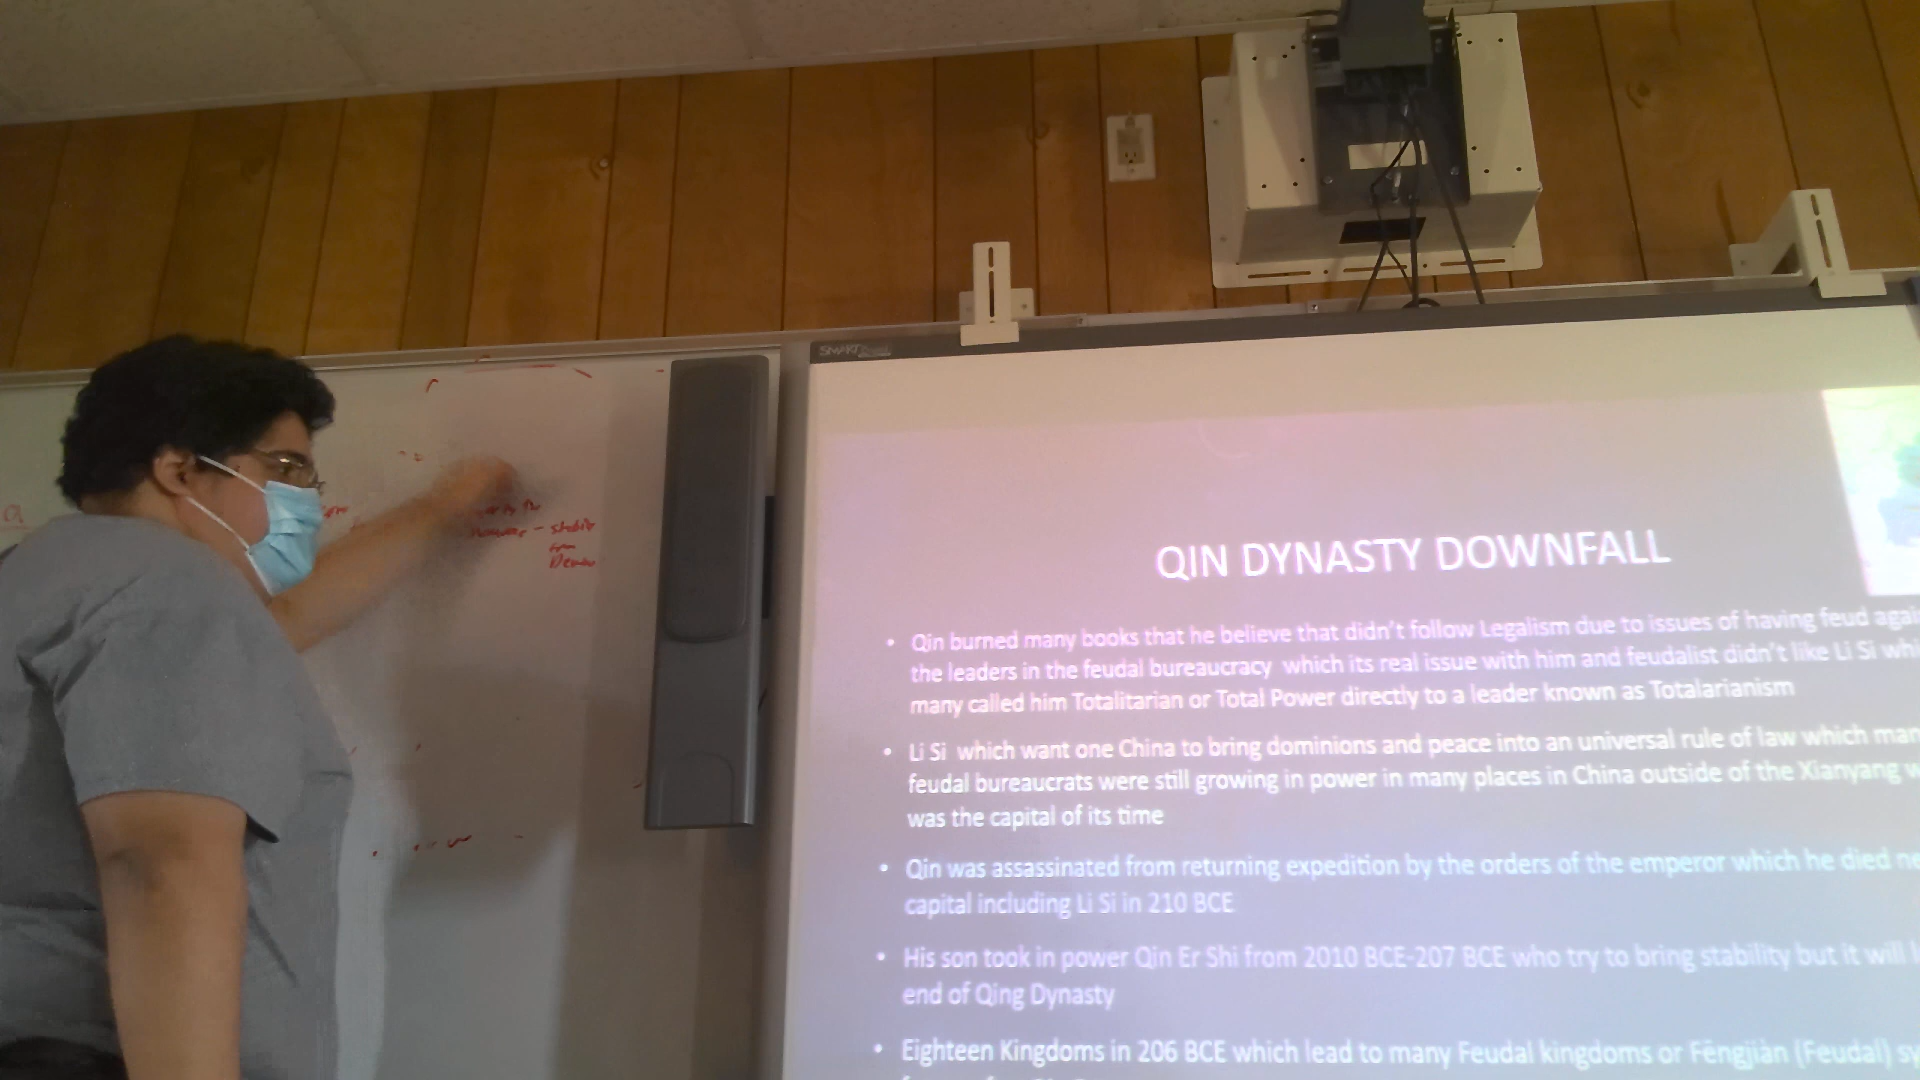 SMART
QIN DYNASTY DOWNFALL
• Qin burned many books that he believe that didn't follow Legalism due to issues of having feud agai
the leaders in the feudal bureaucracy which its real issue with him and feudalist didn't like Li Si whi
many called him Totalitarian or Total Power directly to a leader known as Totalarianism
• Li Si which want one China to bring dominions and peace into an universal rule of law which man
feudal bureaucrats were still growing in power in many places in China outside of the Xianyang w
was the capital of its time
• Qin was assassinated from returning expedition by the orders of the emperor which he died ne
capital including Li Si in 210 BCE
• His son took in power Qin Er Shi from 2010 BCE-207 BCE who try to bring stability but it will l
end of Qing Dynasty
• Eighteen Kingdoms in 206 BCE which lead to many Feudal kingdoms or Fēngjiàn (Feudal) sy